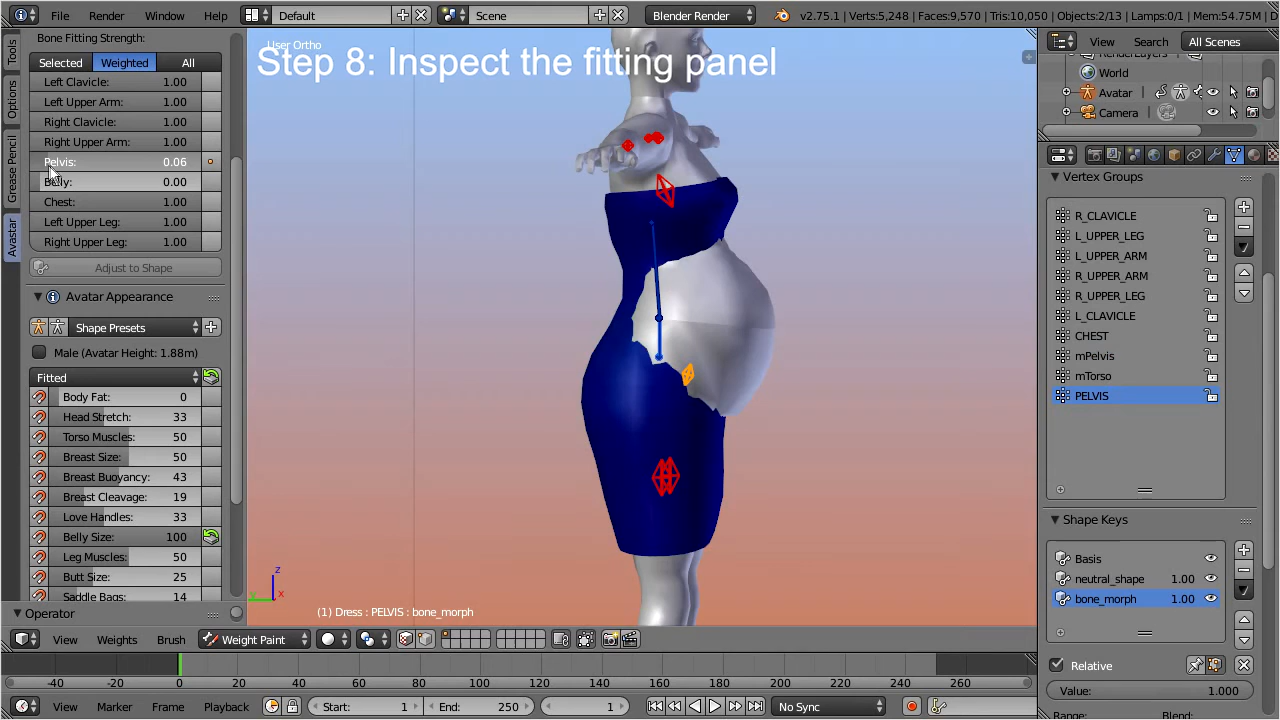 File Render Window Help Default Scene Blender Render v2.75.1 | Verts:5,248 | Faces:9,570 | Tris:10,050 | Objects:2/13 | Lamps:0/1 | Mem:54.75M
Tools
Options
Grease Pencil
Avastar
Bone Fitting Strength:
Selected Weighted All
Left Clavicle: 1.00
Left Upper Arm: 1.00
Right Clavicle: 1.00
Right Upper Arm: 1.00
Pelvis: 0.06
Belly: 0.00
Chest: 1.00
Left Upper Leg: 1.00
Right Upper Leg: 1.00
Adjust to Shape
Avatar Appearance
Shape Presets
Male (Avatar Height: 1.88m)
Fitted
Body Fat: 0
Head Stretch: 33
Torso Muscles: 50
Breast Size: 50
Breast Buoyancy: 43
Breast Cleavage: 19
Love Handles: 33
Belly Size: 100
Leg Muscles: 50
Butt Size: 25
Saddle Bags: 14
Operator
User Ortho
Step 8: Inspect the fitting panel
z
x
(1) Dress : PELVIS : bone_morph
View Weights Brush Weight Paint
View Search All Scenes
RenderLayers
World
Avatar
Camera
Vertex Groups
R_CLAVICLE
L_UPPER_LEG
L_UPPER_ARM
R_UPPER_ARM
R_UPPER_LEG
L_CLAVICLE
CHEST
mPelvis
mTorso
PELVIS
Shape Keys
Basis
neutral_shape 1.00
bone_morph 1.00
Relative
Value: 1.000
Range: Blend:
-40 -20 0 20 40 60 80 100 120 140 160 180 200 220 240 260
View Marker Frame Playback Start: 1 End: 250 1 No Sync